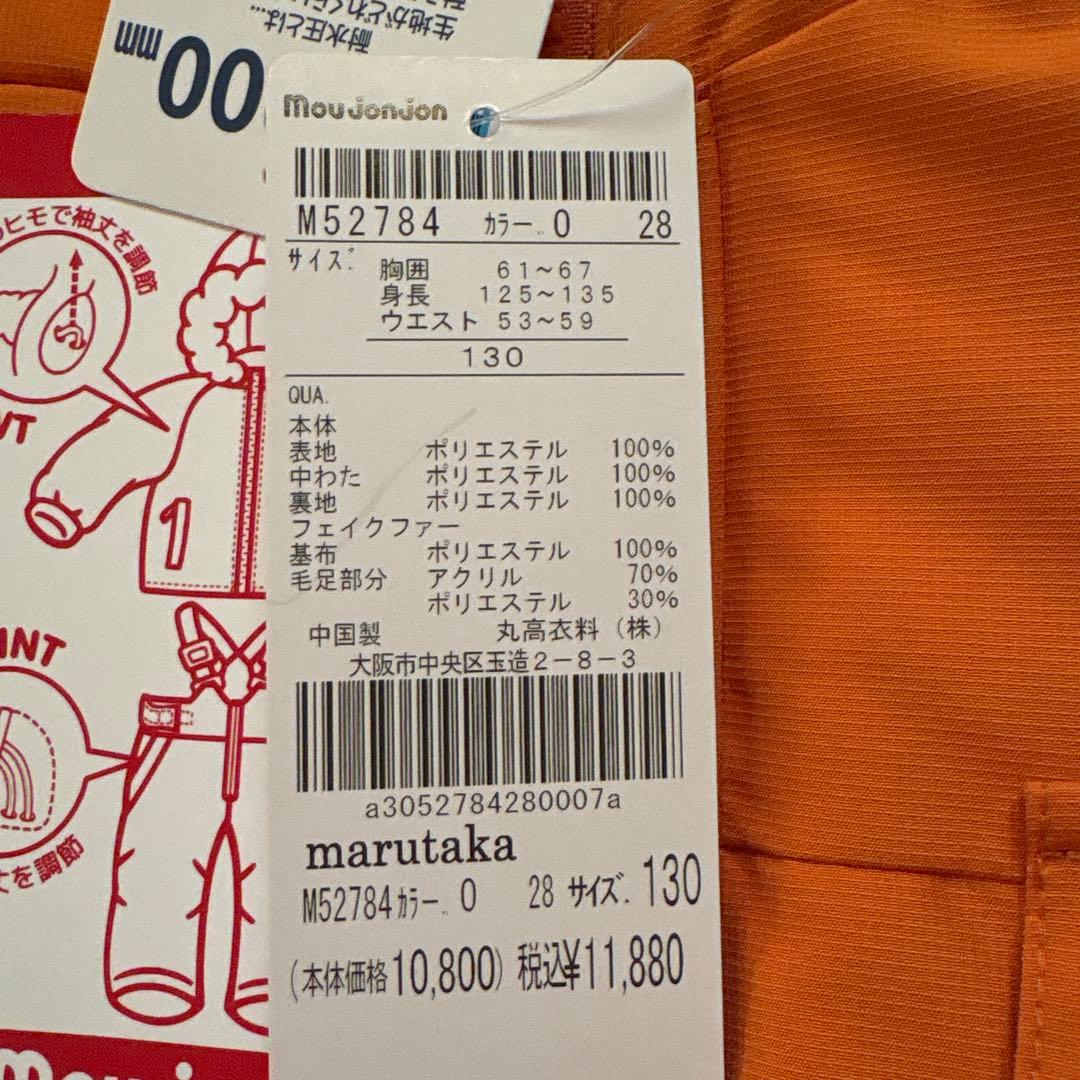 耐水圧とは…
生地がどれくら
00mm
moujonjon
M52784 カラー.. 0 28
サイズ.
胸囲 61～67
身長 125～135
ウエスト 53～59
130
QUA.
本体
表地 ポリエステル 100%
中わた ポリエステル 100%
裏地 ポリエステル 100%
フェイクファー
基布 ポリエステル 100%
毛足部分 アクリル 70%
ポリエステル 30%
中国製 丸高衣料（株）
大阪市中央区玉造2-8-3
a3052784280007a
marutaka
M52784 カラー.. 0 28 サイズ. 130
(本体価格10,800) 税込¥11,880
ヒモで袖丈を調節
NT
1
INT
丈を調節